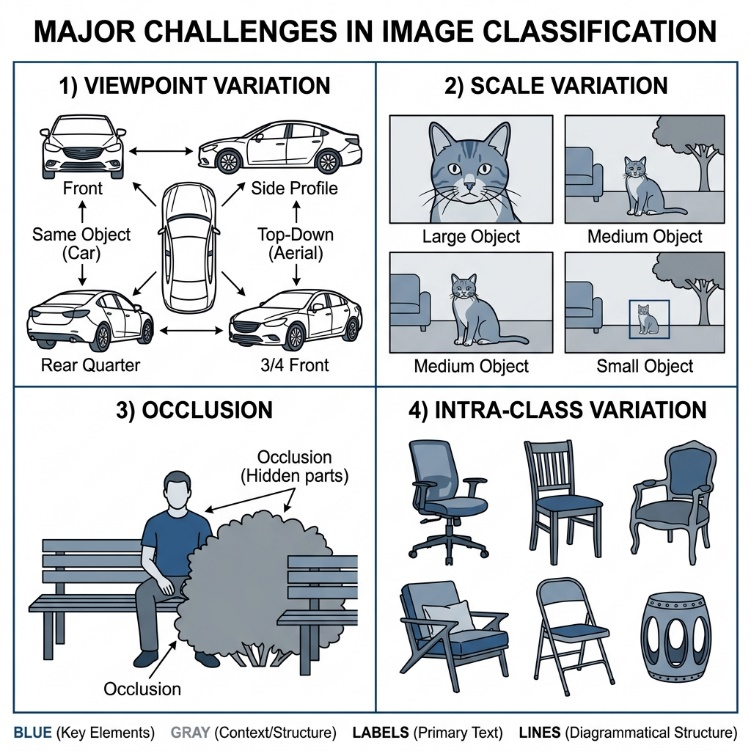 MAJOR CHALLENGES IN IMAGE CLASSIFICATION
1) VIEWPOINT VARIATION
Front
Side Profile
Same Object
(Car)
Top-Down
(Aerial)
Rear Quarter
3/4 Front
2) SCALE VARIATION
Large Object
Medium Object
Medium Object
Small Object
3) OCCLUSION
Occlusion
(Hidden parts)
Occlusion
4) INTRA-CLASS VARIATION
BLUE (Key Elements) GRAY (Context/Structure) LABELS (Primary Text) LINES (Diagrammatical Structure)